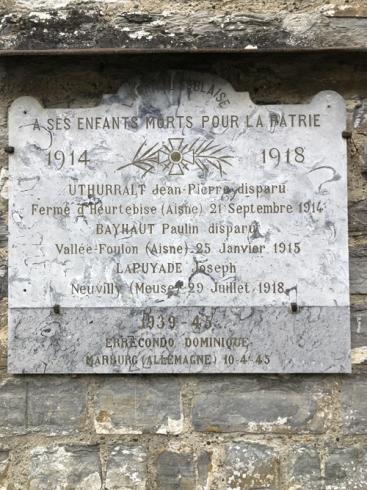 BLAISE
A SES ENFANTS MORTS POUR LA PATRIE
1914 1918
UTHURRALT Jean-Pierre disparu
Ferme d'Heurtebise (Aisne) 21 Septembre 1914
BAYHAUT Paulin disparu
Vallée-Foulon (Aisne) 25 Janvier 1915
LAPUYADE Joseph
Neuvilly (Meuse) 29 Juillet 1918
1939-45
ERRECONDO DOMINIQUE
MARBURG (ALLEMAGNE) 10-4-45